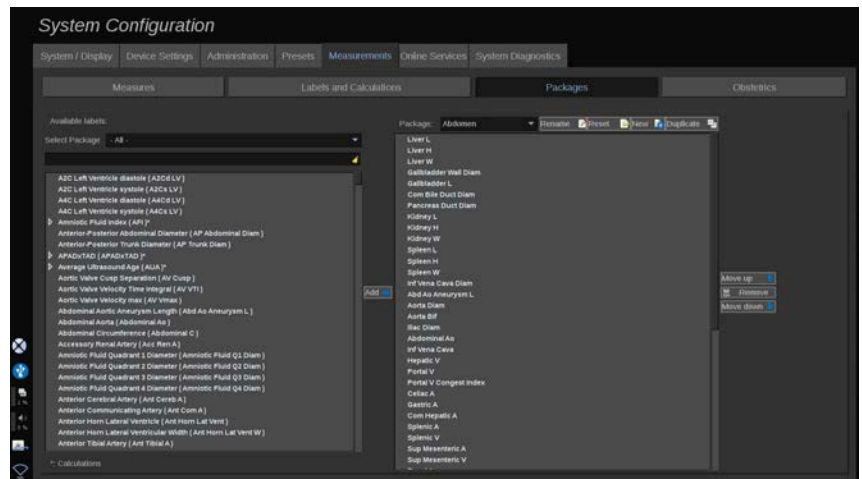 System Configuration
System / Display Device Settings Administration Presets Measurements Online Services System Diagnostics
Measures Labels and Calculations Packages Obstetrics
Available labels:
Select Package - All -
A2C Left Ventricle diastole ( A2Cd LV )
A2C Left Ventricle systole ( A2Cs LV )
A4C Left Ventricle diastole ( A4Cd LV )
A4C Left Ventricle systole ( A4Cs LV )
Amniotic Fluid Index ( AFI )*
Anterior-Posterior Abdominal Diameter ( AP Abdominal Diam )
Anterior-Posterior Trunk Diameter ( AP Trunk Diam )
APADxTAD ( APADxTAD )*
Average Ultrasound Age ( AUA )*
Aortic Valve Cusp Separation ( AV Cusp )
Aortic Valve Velocity Time Integral ( AV VTI )
Aortic Valve Velocity max ( AV Vmax )
Abdominal Aortic Aneurysm Length ( Abd Ao Aneurysm L )
Abdominal Aorta ( Abdominal Ao )
Abdominal Circumference ( Abdominal C )
Accessory Renal Artery ( Acc Ren A )
Amniotic Fluid Quadrant 1 Diameter ( Amniotic Fluid Q1 Diam )
Amniotic Fluid Quadrant 2 Diameter ( Amniotic Fluid Q2 Diam )
Amniotic Fluid Quadrant 3 Diameter ( Amniotic Fluid Q3 Diam )
Amniotic Fluid Quadrant 4 Diameter ( Amniotic Fluid Q4 Diam )
Anterior Cerebral Artery ( Ant Cereb A )
Anterior Communicating Artery ( Ant Com A )
Anterior Horn Lateral Ventricle ( Ant Horn Lat Vent )
Anterior Horn Lateral Ventricular Width ( Ant Horn Lat Vent W )
Anterior Tibial Artery ( Ant Tibial A )
*: Calculations
Add
Package: Abdomen Rename Reset New Duplicate
Liver L
Liver H
Liver W
Gallbladder Wall Diam
Gallbladder L
Com Bile Duct Diam
Pancreas Duct Diam
Kidney L
Kidney H
Kidney W
Spleen L
Spleen H
Spleen W
Inf Vena Cava Diam
Abd Ao Aneurysm L
Aorta Diam
Aorta Bif
Iliac Diam
Abdominal Ao
Inf Vena Cava
Hepatic V
Portal V
Portal V Congest Index
Celiac A
Gastric A
Com Hepatic A
Splenic A
Splenic V
Sup Mesenteric A
Sup Mesenteric V
Move up
Remove
Move down